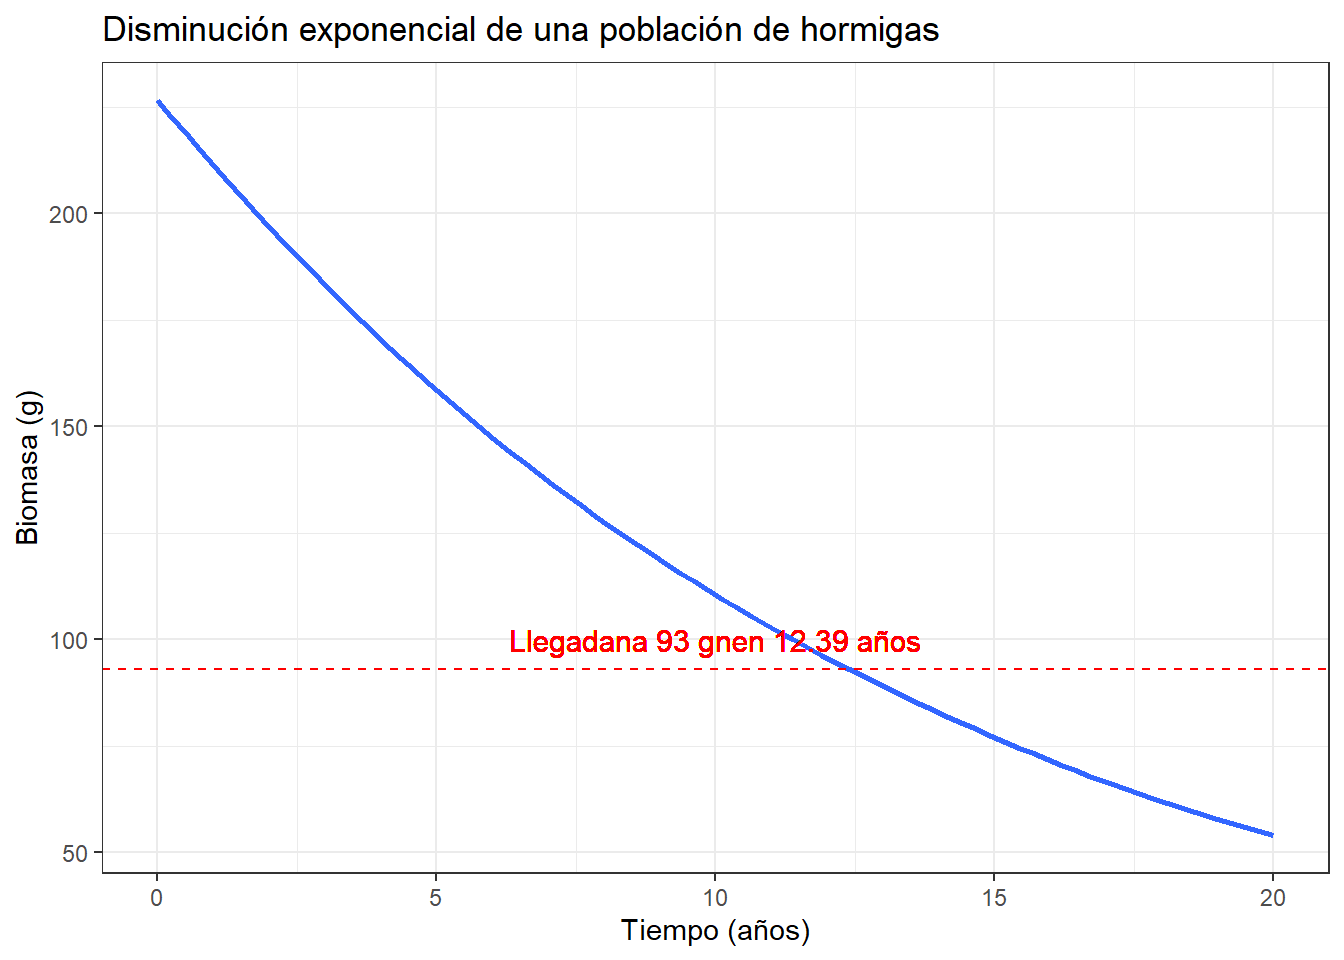 Disminución exponencial de una población de hormigas
Biomasa (g)
200
150
100
50
Llegadana 93 gnen 12.39 años
0
5
10
15
20
Tiempo (años)